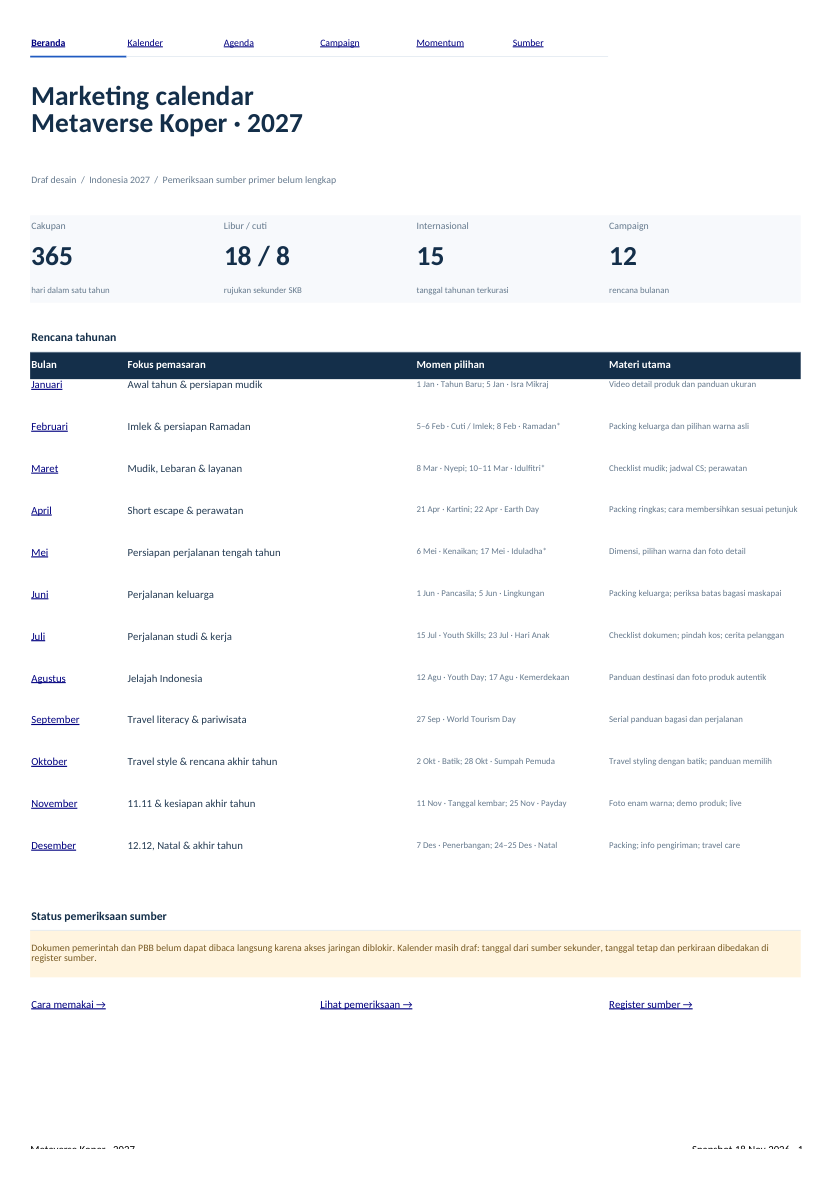 Beranda Kalender Agenda Campaign Momentum Sumber
Marketing calendar
Metaverse Koper · 2027
Draf desain / Indonesia 2027 / Pemeriksaan sumber primer belum lengkap
Cakupan Libur / cuti Internasional Campaign
365 18 / 8 15 12
hari dalam satu tahun rujukan sekunder SKB tanggal tahunan terkurasi rencana bulanan
Rencana tahunan
Bulan Fokus pemasaran Momen pilihan Materi utama
Januari Awal tahun & persiapan mudik 1 Jan · Tahun Baru; 5 Jan · Isra Mikraj Video detail produk dan panduan ukuran
Februari Imlek & persiapan Ramadan 5–6 Feb · Cuti / Imlek; 8 Feb · Ramadan* Packing keluarga dan pilihan warna asli
Maret Mudik, Lebaran & layanan 8 Mar · Nyepi; 10–11 Mar · Idulfitri* Checklist mudik; jadwal CS; perawatan
April Short escape & perawatan 21 Apr · Kartini; 22 Apr · Earth Day Packing ringkas; cara membersihkan sesuai petunjuk
Mei Persiapan perjalanan tengah tahun 6 Mei · Kenaikan; 17 Mei · Iduladha* Dimensi, pilihan warna dan foto detail
Juni Perjalanan keluarga 1 Jun · Pancasila; 5 Jun · Lingkungan Packing keluarga; periksa batas bagasi maskapai
Juli Perjalanan studi & kerja 15 Jul · Youth Skills; 23 Jul · Hari Anak Checklist dokumen; pindah kos; cerita pelanggan
Agustus Jelajah Indonesia 12 Agu · Youth Day; 17 Agu · Kemerdekaan Panduan destinasi dan foto produk autentik
September Travel literacy & pariwisata 27 Sep · World Tourism Day Serial panduan bagasi dan perjalanan
Oktober Travel style & rencana akhir tahun 2 Okt · Batik; 28 Okt · Sumpah Pemuda Travel styling dengan batik; panduan memilih
November 11.11 & kesiapan akhir tahun 11 Nov · Tanggal kembar; 25 Nov · Payday Foto enam warna; demo produk; live
Desember 12.12, Natal & akhir tahun 7 Des · Penerbangan; 24–25 Des · Natal Packing; info pengiriman; travel care
Status pemeriksaan sumber
Dokumen pemerintah dan PBB belum dapat dibaca langsung karena akses jaringan diblokir. Kalender masih draf: tanggal dari sumber sekunder, tanggal tetap dan perkiraan dibedakan di
register sumber.
Cara memakai → Lihat pemeriksaan → Register sumber →
Metaverse Koper · 2027 Snapshot 18 Nov 2026 · 1